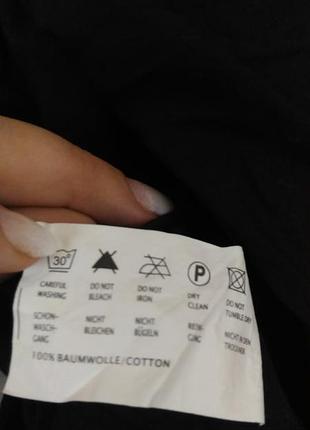 30°
P
CAREFUL WASHING
DO NOT BLEACH
DO NOT IRON
DRY CLEAN
DO NOT TUMBLE DRY
SCHON-
WASCH-
GANG
NICHT BLEICHEN
NICHT BÜGELN
REINI-
GUNG
NICHT IN DEN TROCKNER
100% BAUMWOLLE/COTTON